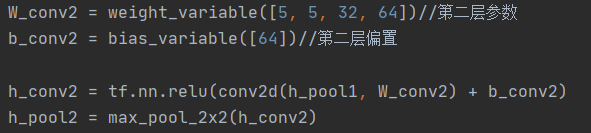 W_conv2 = weight_variable([5, 5, 32, 64])//第二层参数
b_conv2 = bias_variable([64])//第二层偏置
h_conv2 = tf.nn.relu(conv2d(h_pool1, W_conv2) + b_conv2)
h_pool2 = max_pool_2x2(h_conv2)